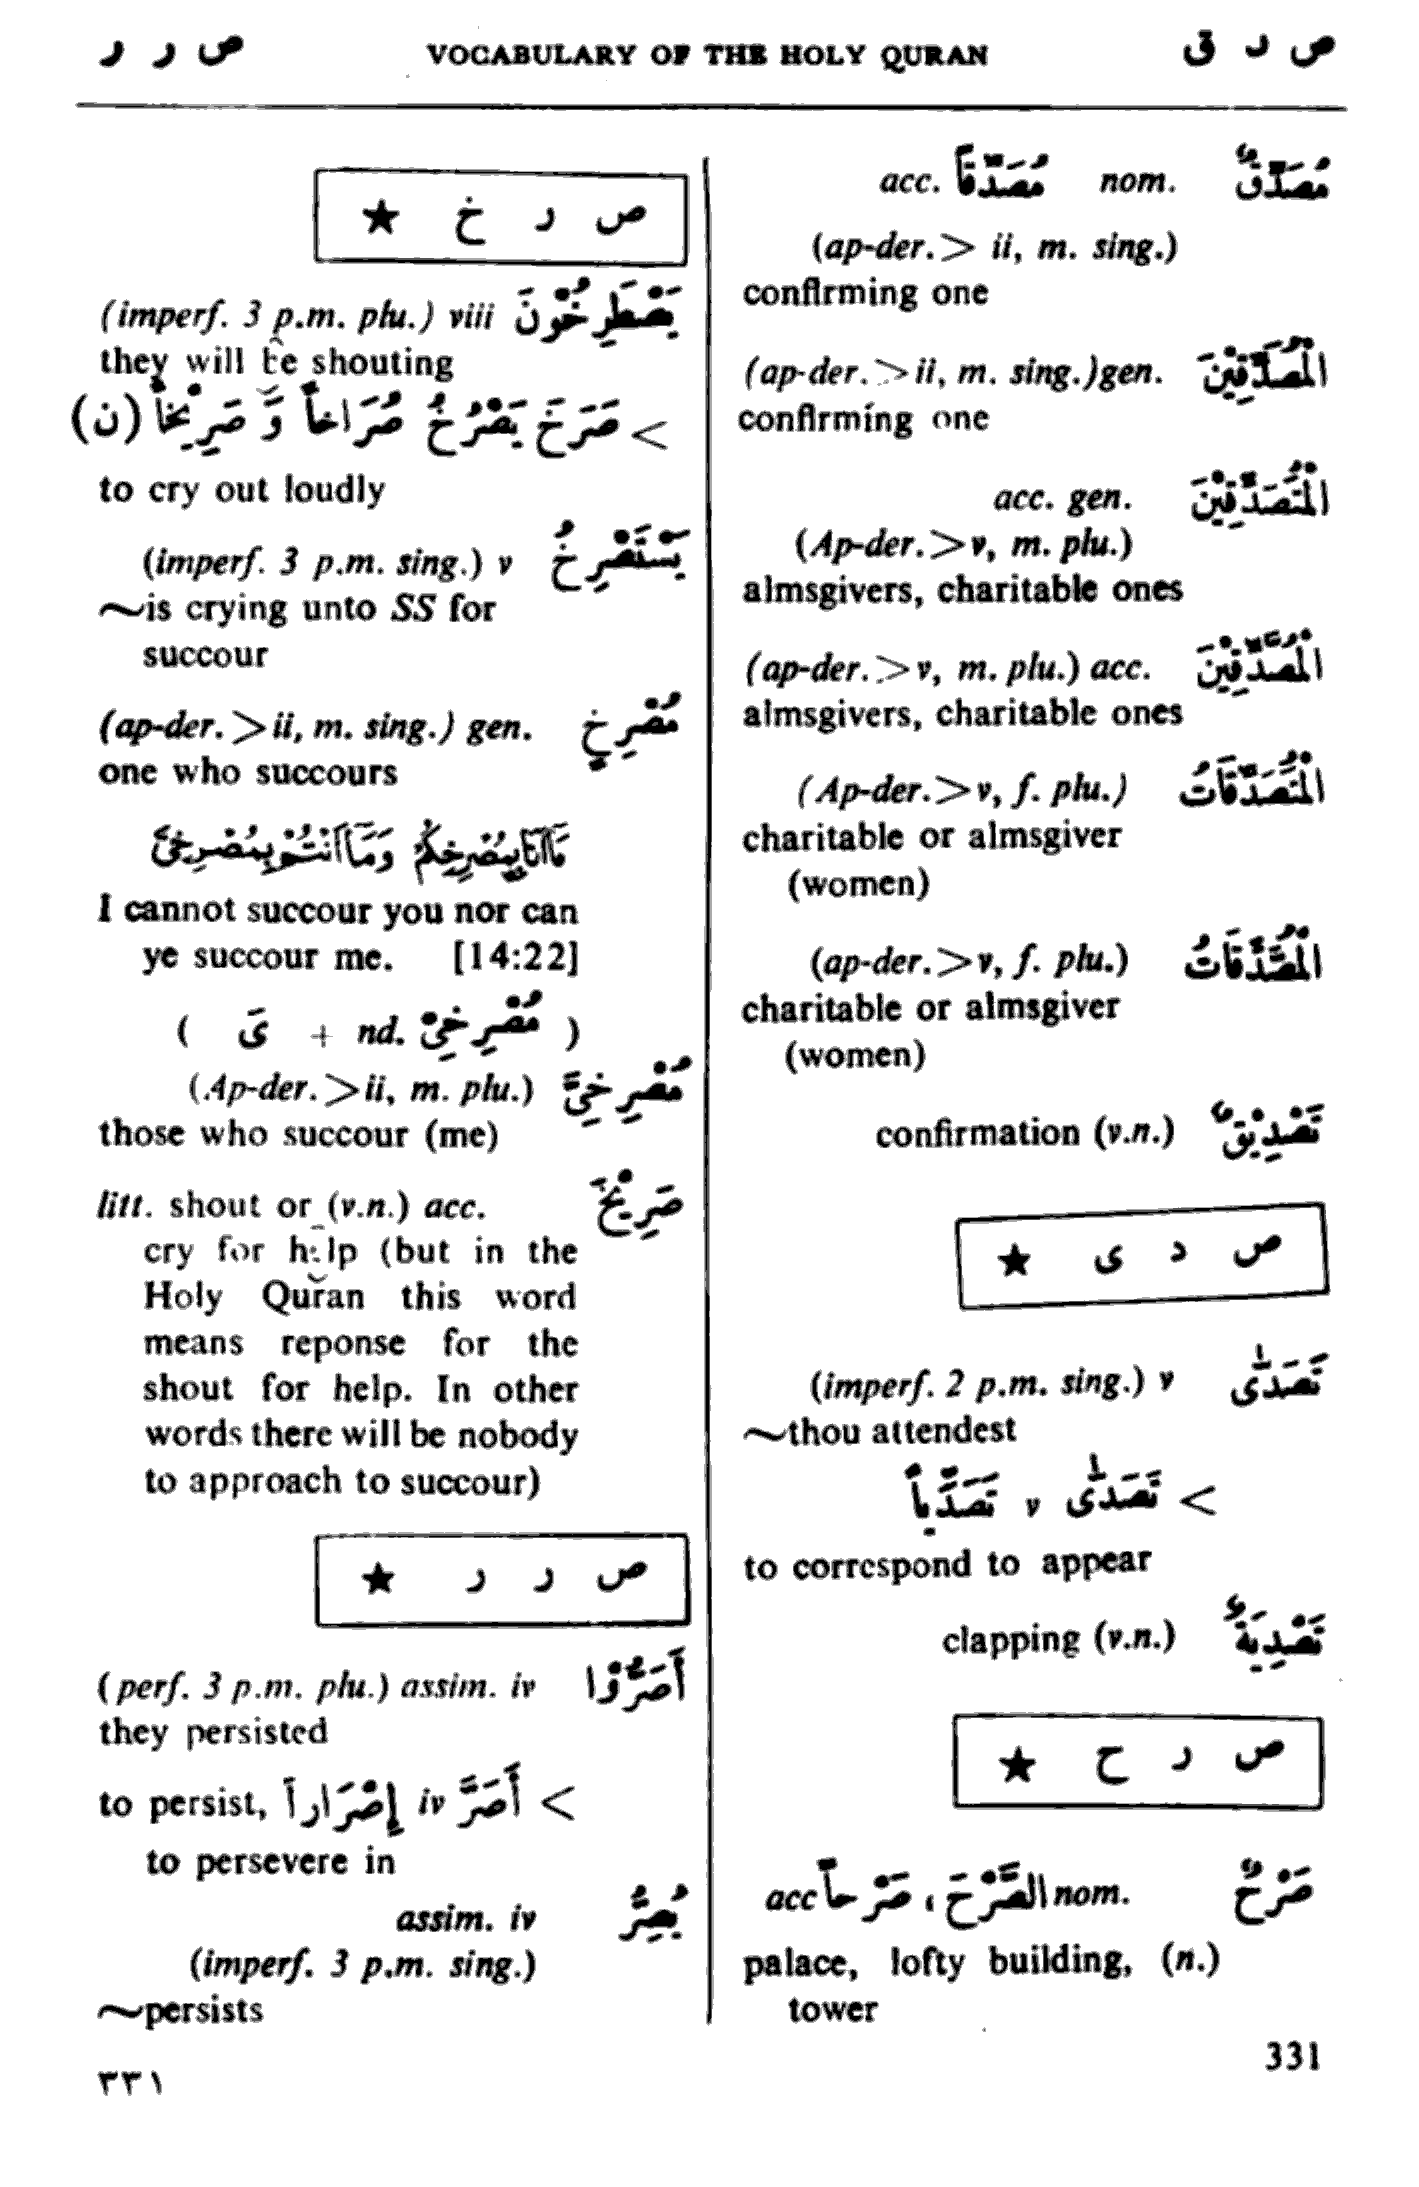 ص ر ر VOCABULARY OF THE HOLY QURAN ص د ق
مُصَدِّقٌ nom. مُصَدِّقاً acc.
(ap-der.> ii, m. sing.)
confirming one
الْمُصَدِّقِيْنَ (ap-der.>ii, m. sing.)gen.
confirming one
الْمُتَصَدِّقِيْنَ acc. gen.
(Ap-der.>v, m. plu.)
almsgivers, charitable ones
الْمُصَّدِّقِيْنَ (ap-der.>v, m. plu.) acc.
almsgivers, charitable ones
الْمُتَصَدِّقَاتُ (Ap-der.>v, f. plu.)
charitable or almsgiver
(women)
الْمُصَّدِّقَاتُ (ap-der.>v, f. plu.)
charitable or almsgiver
(women)
تَصْدِيْقٌ confirmation (v.n.)
ص د ى ★
تَصَدّٰى (imperf. 2 p.m. sing.) v
~thou attendest
> تَصَدّٰى v تَصَدِّياً
to correspond to appear
تَصْدِيَةً clapping (v.n.)
ص ر ح ★
صَرْحٌ nom. الصَّرْحَ ، صَرْحاً acc
palace, lofty building, (n.)
tower
ص ر خ ★
يَصْطَرِخُوْنَ (imperf. 3 p.m. plu.) viii
they will be shouting
> صَرَخَ يَصْرُخُ صُرَاخاً وَّ صَرِيْخاً (ن)
to cry out loudly
يَسْتَصْرِخُ (imperf. 3 p.m. sing.) v
~is crying unto SS for
succour
مُصْرِخٍ (ap-der.>ii, m. sing.) gen.
one who succours
مَاۤ اَنَا بِمُصْرِخِكُمْ وَمَاۤ اَنْتُمْ بِمُصْرِخِيَّ
I cannot succour you nor can
ye succour me. [14:22]
( مُصْرِخِيْ nd. + يَ )
مُصْرِخِيَّ (Ap-der.>ii, m. plu.)
those who succour (me)
صَرِيْخَ litt. shout or (v.n.) acc.
cry for help (but in the
Holy Quran this word
means reponse for the
shout for help. In other
words there will be nobody
to approach to succour)
ص ر ر ★
أَصَرُّوْا (perf. 3 p.m. plu.) assim. iv
they persisted
> أَصَرَّ iv إِصْرَاراً to persist,
to persevere in
يُصِرُّ assim. iv
(imperf. 3 p.m. sing.)
~persists
331
٣٣١